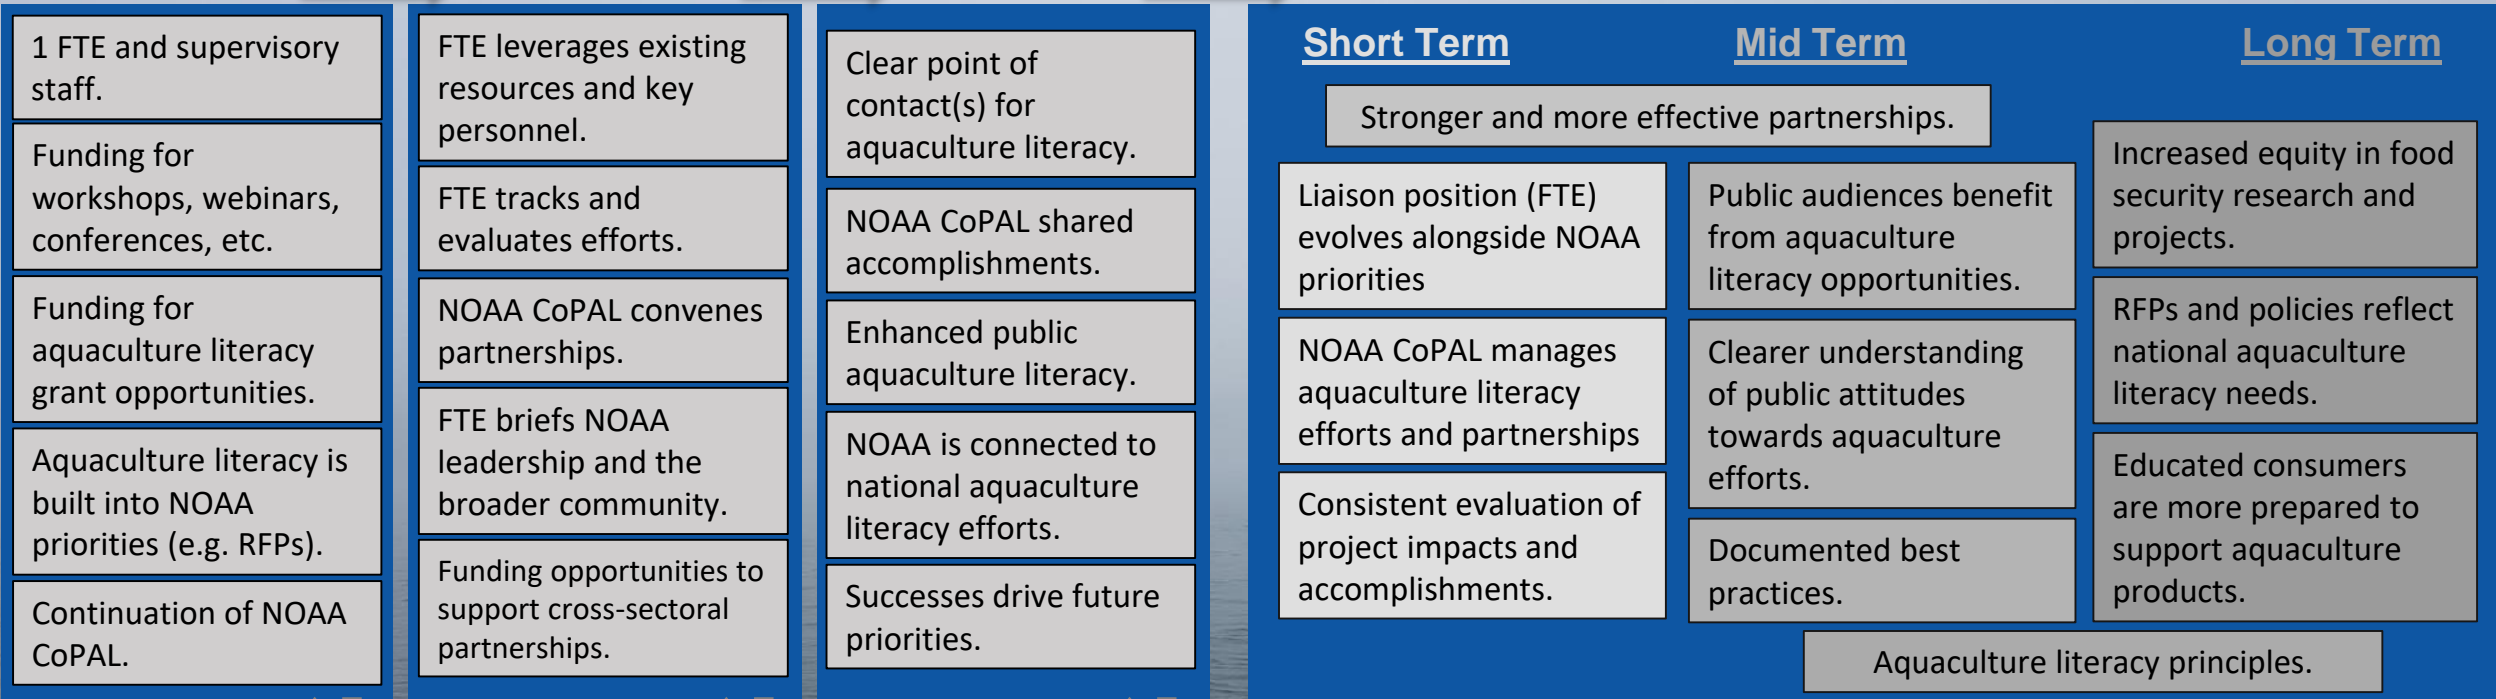 1 FTE and supervisory
staff.
Funding for
workshops, webinars,
conferences, etc.
Funding for
aquaculture literacy
grant opportunities.
Aquaculture literacy is
built into NOAA
priorities (e.g. RFPs).
Continuation of NOAA
CoPAL.
FTE leverages existing
resources and key
personnel.
FTE tracks and
evaluates efforts.
NOAA CoPAL convenes
partnerships.
FTE briefs NOAA
leadership and the
broader community.
Funding opportunities to
support cross-sectoral
partnerships.
Clear point of
contact(s) for
aquaculture literacy.
NOAA CoPAL shared
accomplishments.
Enhanced public
aquaculture literacy.
NOAA is connected to
national aquaculture
literacy efforts.
Successes drive future
priorities.
Short Term
Mid Term
Long Term
Stronger and more effective partnerships.
Liaison position (FTE)
evolves alongside NOAA
priorities
NOAA CoPAL manages
aquaculture literacy
efforts and partnerships
Consistent evaluation of
project impacts and
accomplishments.
Public audiences benefit
from aquaculture
literacy opportunities.
Clearer understanding
of public attitudes
towards aquaculture
efforts.
Documented best
practices.
Increased equity in food
security research and
projects.
RFPs and policies reflect
national aquaculture
literacy needs.
Educated consumers
are more prepared to
support aquaculture
products.
Aquaculture literacy principles.